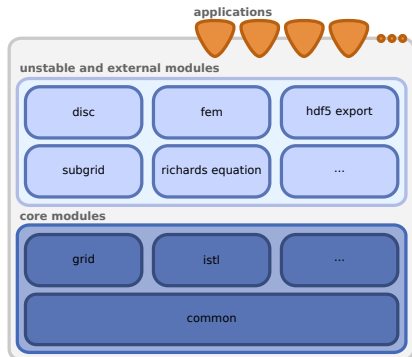 applications
unstable and external modules
disc
fem
hdf5 export
subgrid
richards equation
...
core modules
grid
istl
...
common